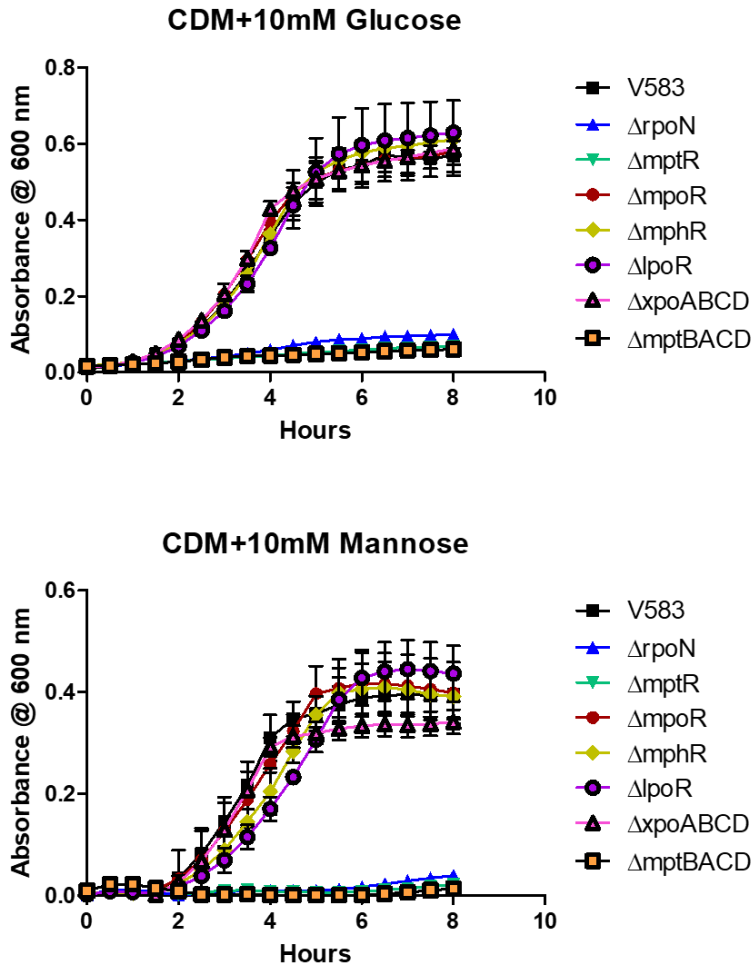 CDM+10mM Glucose
Absorbance @ 600 nm
0.8
0.6
0.4
0.2
0.0
0
2
4
6
8
10
Hours
V583
ΔrpoN
ΔmptR
ΔmpoR
ΔmphR
ΔlpoR
ΔxpoABCD
ΔmptBACD
CDM+10mM Mannose
Absorbance @ 600 nm
0.6
0.4
0.2
0.0
0
2
4
6
8
10
Hours
V583
ΔrpoN
ΔmptR
ΔmpoR
ΔmphR
ΔlpoR
ΔxpoABCD
ΔmptBACD